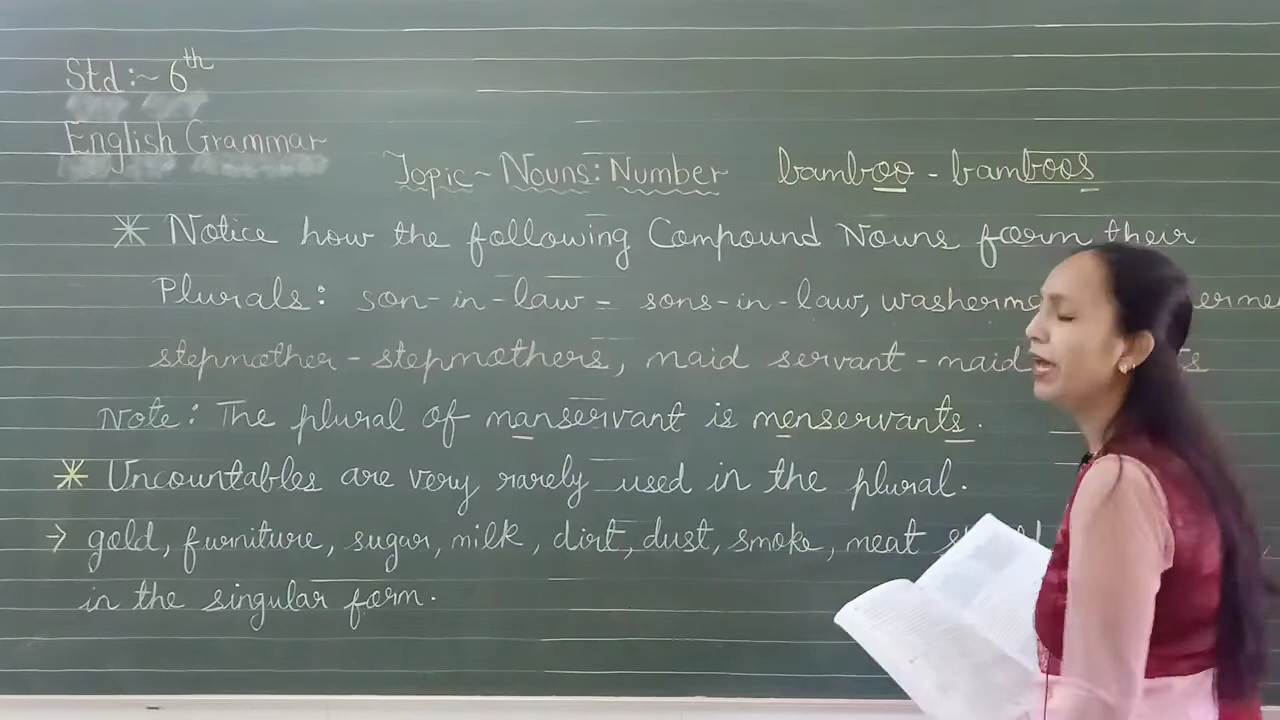 Std :~ 6th
English Grammar
Topic ~ Nouns: Number bamboo - bamboos
* Notice how the following Compound Nouns form their
Plurals: son-in-law = sons-in-law,
stepmother - stepmothers, maid servant - maid
Note: The plural of manservant is menservants.
* Uncountables are very rarely used in the plural.
→ gold, furniture, sugar, milk, dirt, dust, smoke, meat
in the singular form.